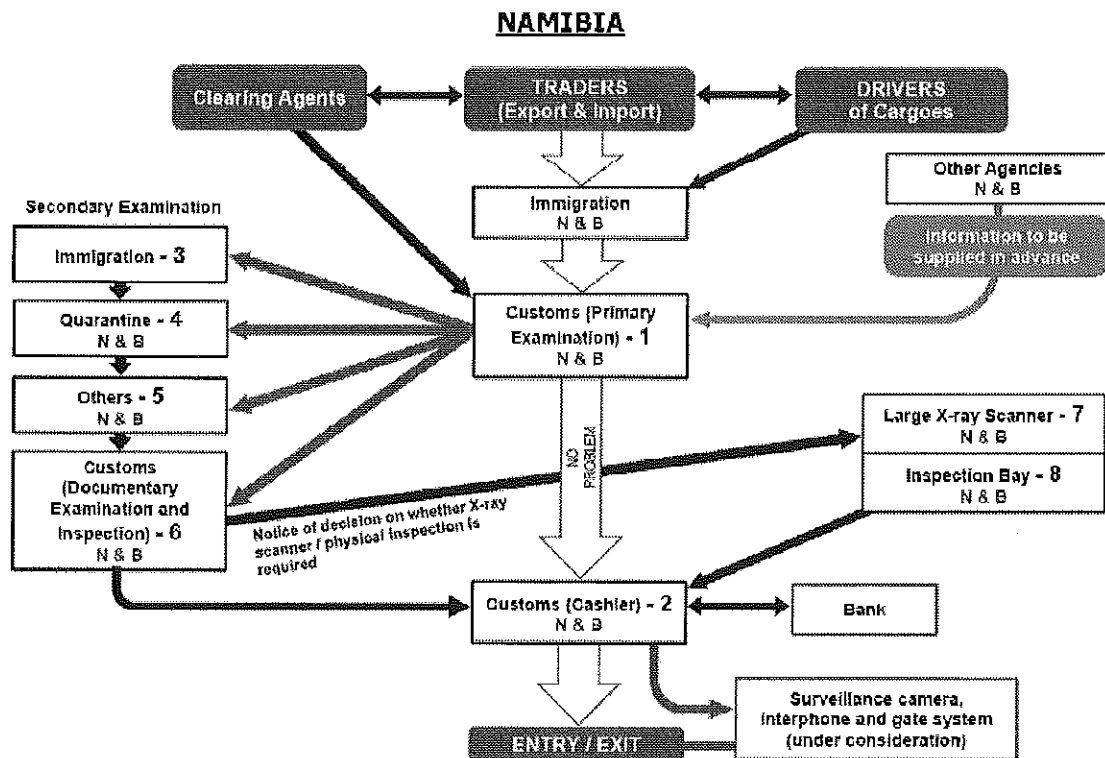 NAMIBIA
Clearing Agents
TRADERS
(Export & Import)
DRIVERS
of Cargoes
Immigration
N & B
Other Agencies
N & B
Information to be
supplied in advance
Secondary Examination
Immigration - 3
Quarantine - 4
N & B
Others - 5
N & B
Customs
(Documentary
Examination and
Inspection) - 6
N & B
Customs (Primary
Examination) - 1
N & B
NO
PROBLEM
Large X-ray Scanner - 7
N & B
Inspection Bay - 8
N & B
Notice of decision on whether X-ray
scanner / physical inspection is
required
Customs (Cashier) - 2
N & B
Bank
Surveillance camera,
interphone and gate system
(under consideration)
ENTRY / EXIT